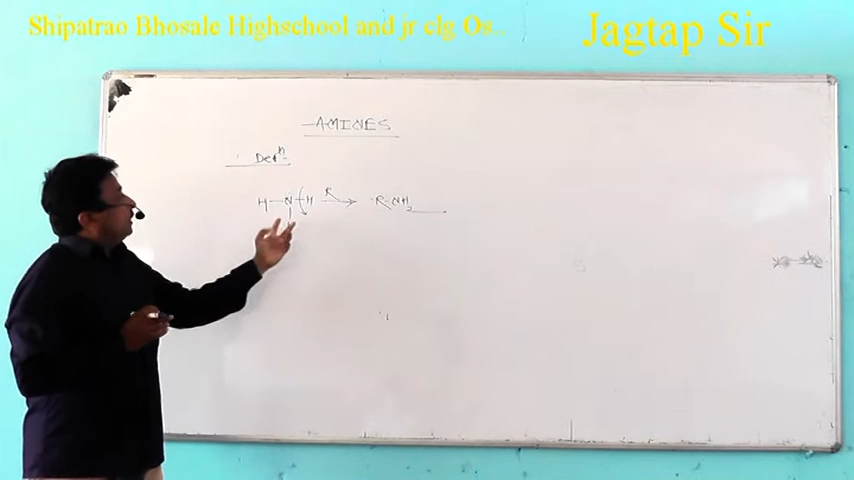 Shipatrao Bhosale Highschool and jr clg Os..
Jagtap Sir
AMINES
Defn
H-N-H R → R-NH2